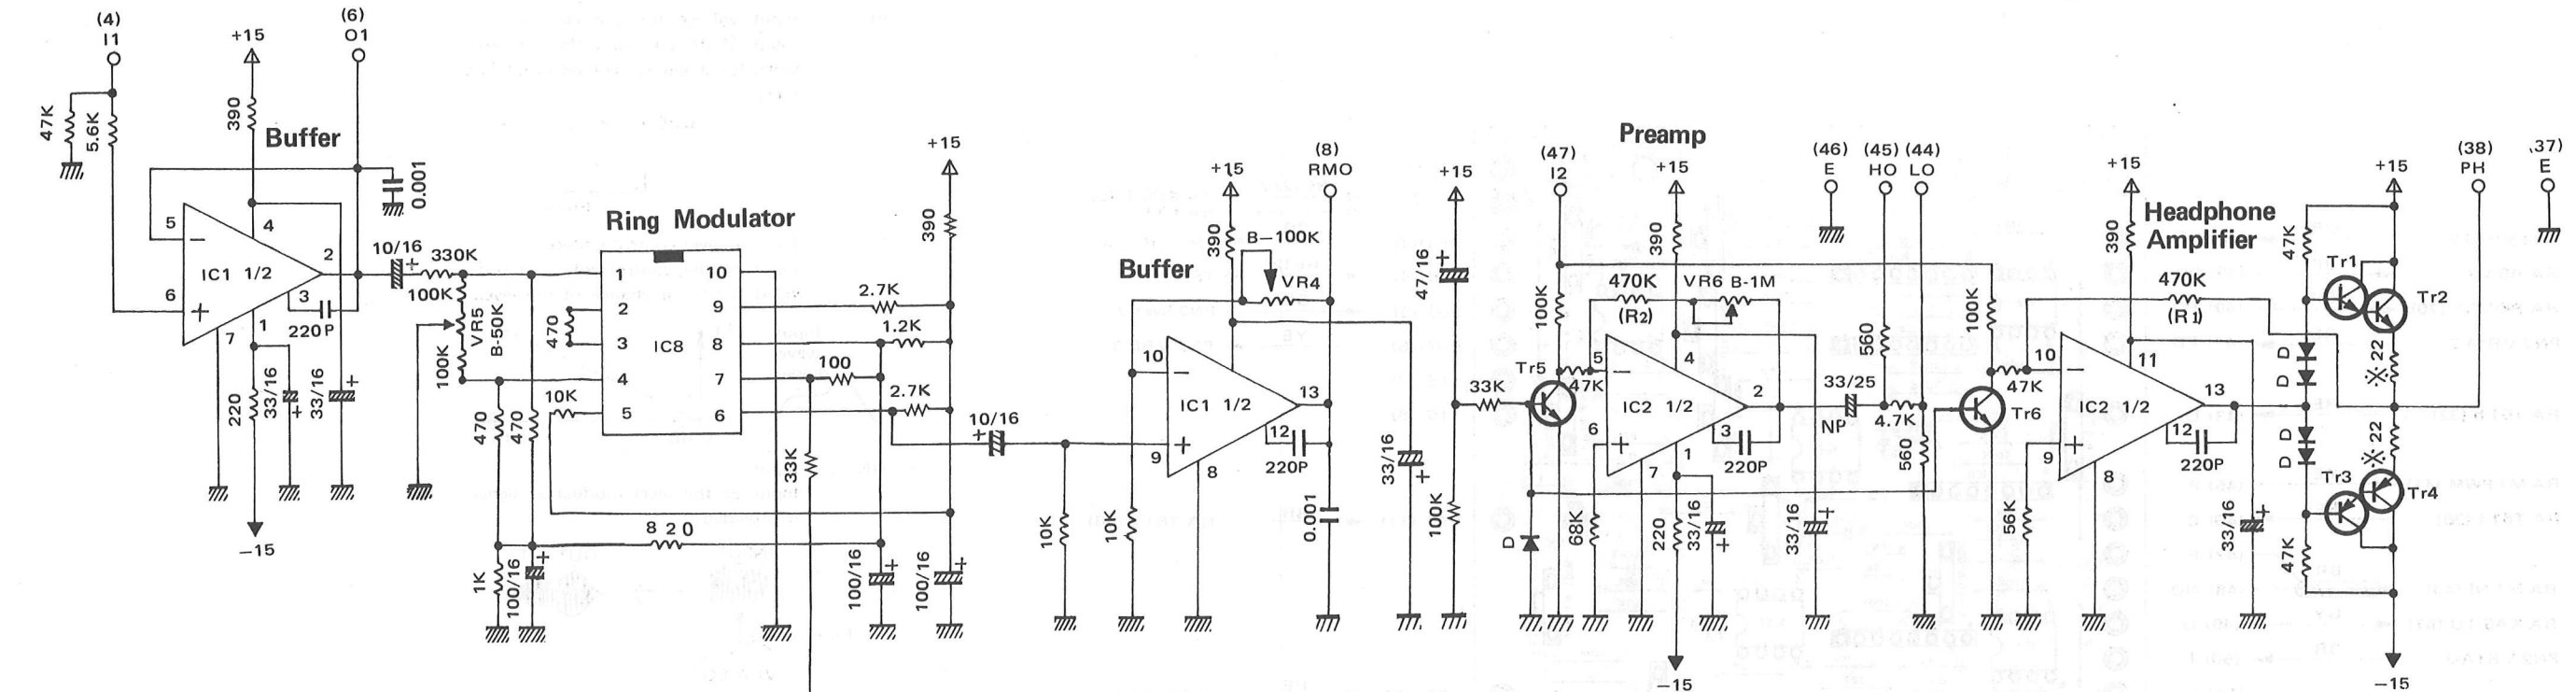 (4)
I1
(6)
O1
+15
47K
5.6K
390
Buffer
0.001
5
4
6
7
1
2
3
IC1 1/2
220P
220
33/16
33/16
-15
10/16
330K
100K
VR5
B-50K
100K
470
470
1K
100/16
820
Ring Modulator
1
2
3
4
5
10
9
8
7
6
IC8
470
10K
2.7K
1.2K
100
2.7K
33K
+15
390
100/16
100/16
10/16
10K
10K
Buffer
+15
390
B-100K
VR4
(8)
RMO
10
9
8
13
12
IC1 1/2
220P
0.001
33/16
+15
47/16
100K
33K
Preamp
(47)
I2
+15
390
100K
470K
(R2)
VR6 B-1M
Tr5
47K
5
4
6
7
1
2
3
IC2 1/2
220P
D
68K
220
33/16
33/16
-15
33/25
NP
(46)
E
(45)
HO
(44)
LO
560
4.7K
560
100K
Tr6
47K
56K
+15
390
Headphone
Amplifier
470K
(R1)
10
11
9
8
13
12
IC2 1/2
220P
33/16
47K
D
D
D
D
47K
+15
Tr1
Tr2
※22
※22
Tr3
Tr4
-15
(38)
PH
37)
E